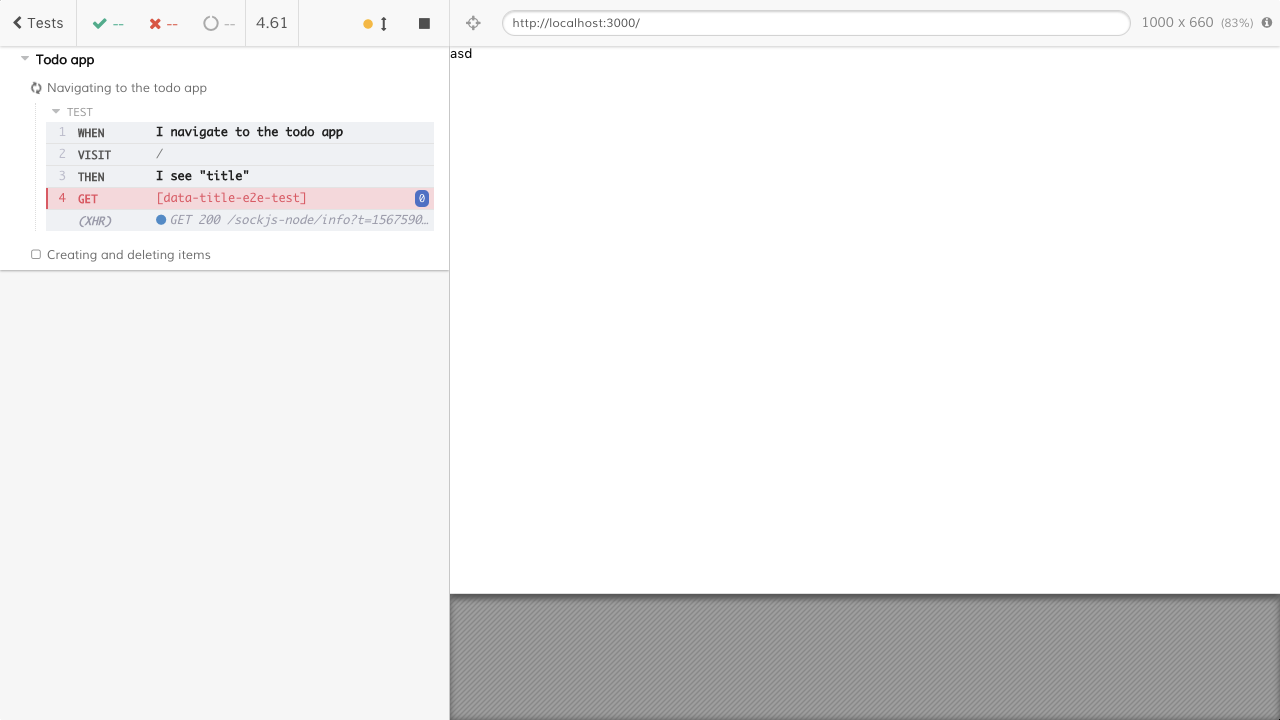 Tests -- -- -- 4.61
http://localhost:3000/ 1000 x 660 (83%)
Todo app
Navigating to the todo app
TEST
1 WHEN I navigate to the todo app
2 VISIT /
3 THEN I see "title"
4 GET [data-title-e2e-test] 0
(XHR) GET 200 /sockjs-node/info?t=1567590…
Creating and deleting items
asd